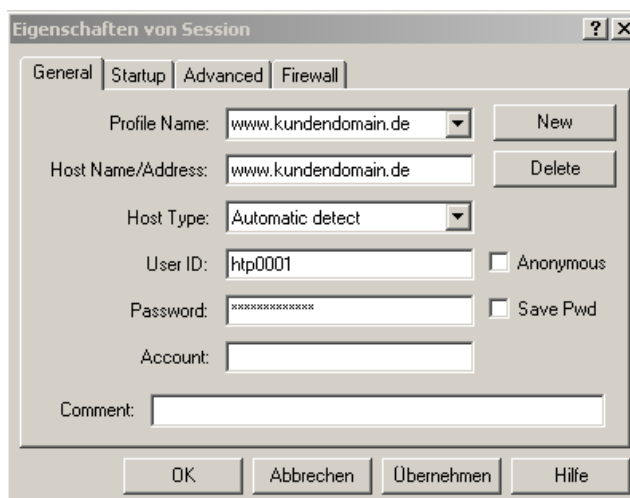 Eigenschaften von Session
General Startup Advanced Firewall
Profile Name: www.kundendomain.de New
Host Name/Address: www.kundendomain.de Delete
Host Type: Automatic detect
User ID: htp0001 Anonymous
Password: ************* Save Pwd
Account:
Comment:
OK Abbrechen Übernehmen Hilfe